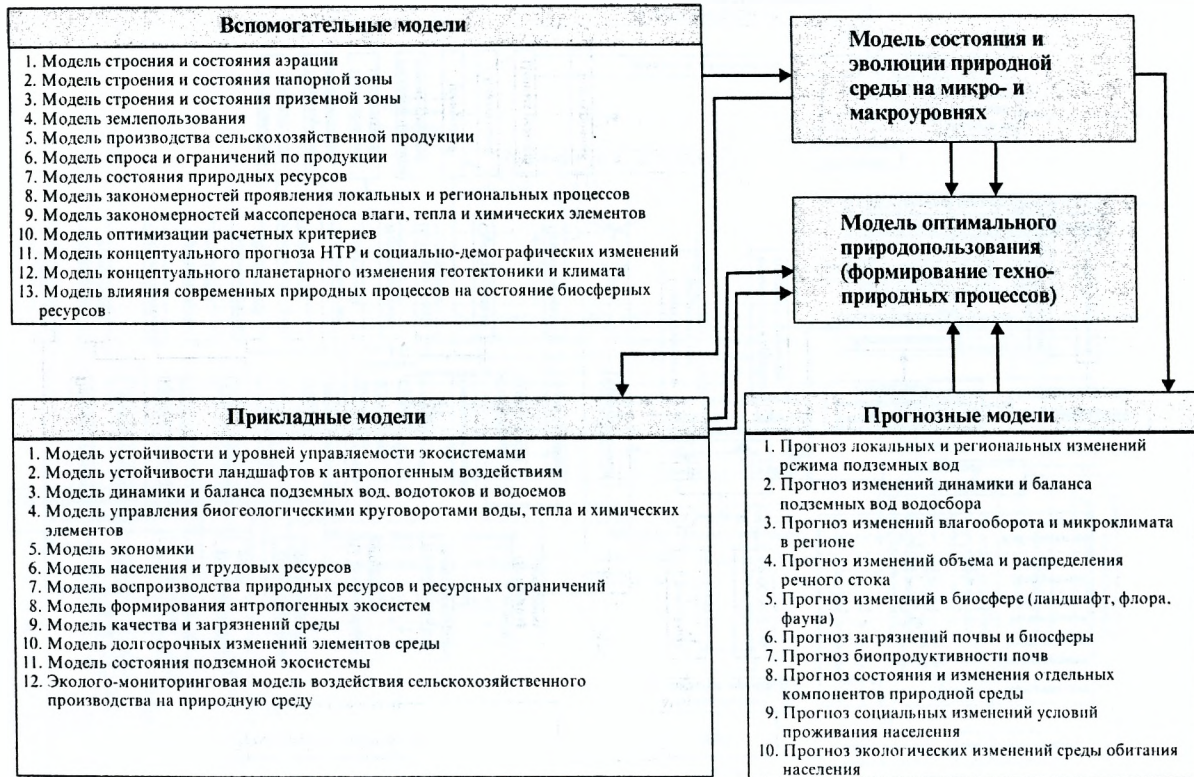 Вспомогательные модели
1. Модель строения и состояния аэрации
2. Модель строения и состояния напорной зоны
3. Модель строения и состояния приземной зоны
4. Модель землепользования
5. Модель производства сельскохозяйственной продукции
6. Модель спроса и ограничений по продукции
7. Модель состояния природных ресурсов
8. Модель закономерностей проявления локальных и региональных процессов
9. Модель закономерностей массопереноса влаги, тепла и химических элементов
10. Модель оптимизации расчетных критериев
11. Модель концептуального прогноза НТР и социально-демографических изменений
12. Модель концептуального планетарного изменения геотектоники и климата
13. Модель влияния современных природных процессов на состояние биосферных
ресурсов
Модель состояния и
эволюции природной
среды на микро- и
макроуровнях
Модель оптимального
природопользования
(формирование техно-
природных процессов)
Прикладные модели
1. Модель устойчивости и уровней управляемости экосистемами
2. Модель устойчивости ландшафтов к антропогенным воздействиям
3. Модель динамики и баланса подземных вод, водотоков и водоемов
4. Модель управления биогеологическими круговоротами воды, тепла и химических
элементов
5. Модель экономики
6. Модель населения и трудовых ресурсов
7. Модель воспроизводства природных ресурсов и ресурсных ограничений
8. Модель формирования антропогенных экосистем
9. Модель качества и загрязнений среды
10. Модель долгосрочных изменений элементов среды
11. Модель состояния подземной экосистемы
12. Эколого-мониторинговая модель воздействия сельскохозяйственного
производства на природную среду
Прогнозные модели
1. Прогноз локальных и региональных изменений
режима подземных вод
2. Прогноз изменений динамики и баланса
подземных вод водосбора
3. Прогноз изменений влагооборота и микроклимата
в регионе
4. Прогноз изменений объема и распределения
речного стока
5. Прогноз изменений в биосфере (ландшафт, флора,
фауна)
6. Прогноз загрязнений почвы и биосферы
7. Прогноз биопродуктивности почв
8. Прогноз состояния и изменения отдельных
компонентов природной среды
9. Прогноз социальных изменений условий
проживания населения
10. Прогноз экологических изменений среды обитания
населения